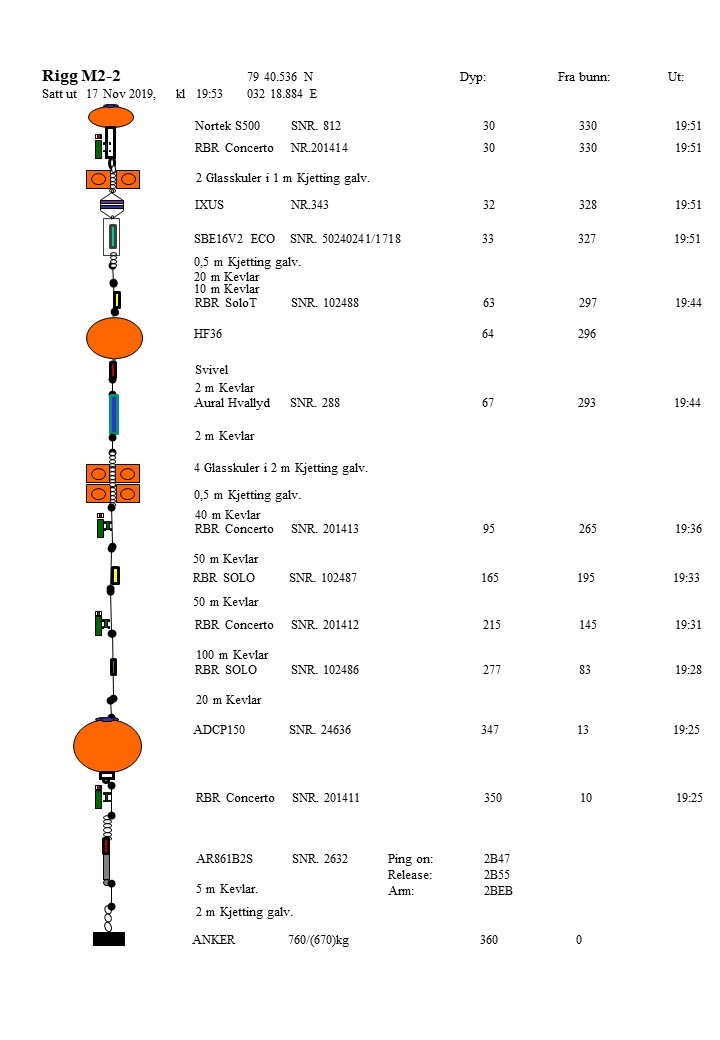 Rigg M2-2 79 40.536 N Dyp: Fra bunn: Ut:
Satt ut 17 Nov 2019, kl 19:53 032 18.884 E
Nortek S500 SNR. 812 30 330 19:51
RBR Concerto NR.201414 30 330 19:51
2 Glasskuler i 1 m Kjetting galv.
IXUS NR.343 32 328 19:51
SBE16V2 ECO SNR. 50240241/1718 33 327 19:51
0,5 m Kjetting galv.
20 m Kevlar
10 m Kevlar
RBR SoloT SNR. 102488 63 297 19:44
HF36 64 296
Svivel
2 m Kevlar
Aural Hvallyd SNR. 288 67 293 19:44
2 m Kevlar
4 Glasskuler i 2 m Kjetting galv.
0,5 m Kjetting galv.
40 m Kevlar
RBR Concerto SNR. 201413 95 265 19:36
50 m Kevlar
RBR SOLO SNR. 102487 165 195 19:33
50 m Kevlar
RBR Concerto SNR. 201412 215 145 19:31
100 m Kevlar
RBR SOLO SNR. 102486 277 83 19:28
20 m Kevlar
ADCP150 SNR. 24636 347 13 19:25
RBR Concerto SNR. 201411 350 10 19:25
AR861B2S SNR. 2632 Ping on: 2B47
Release: 2B55
5 m Kevlar. Arm: 2BEB
2 m Kjetting galv.
ANKER 760/(670)kg 360 0